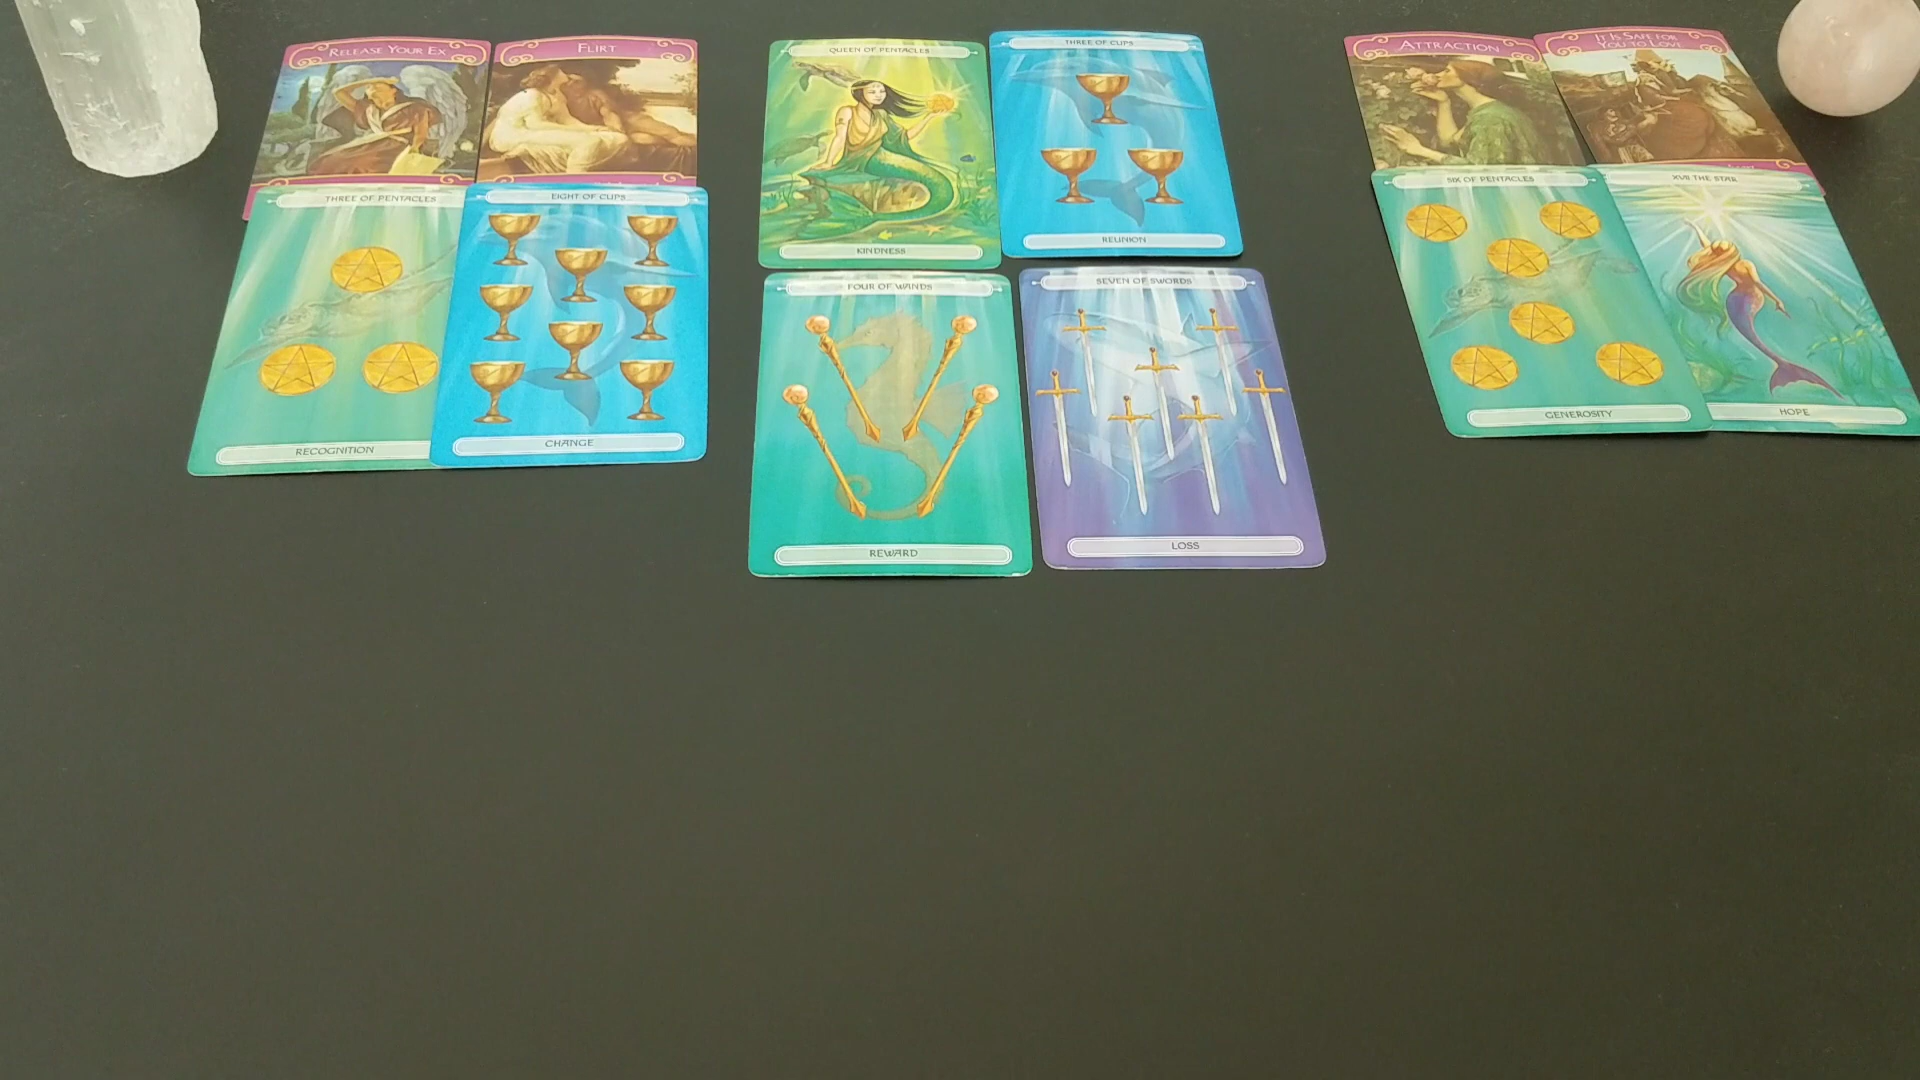 RELEASE YOUR EX
FLIRT
THREE OF PENTACLES
RECOGNITION
EIGHT OF CUPS
CHANGE
QUEEN OF PENTACLES
KINDNESS
THREE OF CUPS
REUNION
FOUR OF WANDS
REWARD
SEVEN OF SWORDS
LOSS
ATTRACTION
IT IS SAFE FOR
YOU TO LOVE
SIX OF PENTACLES
GENEROSITY
XVII THE STAR
HOPE